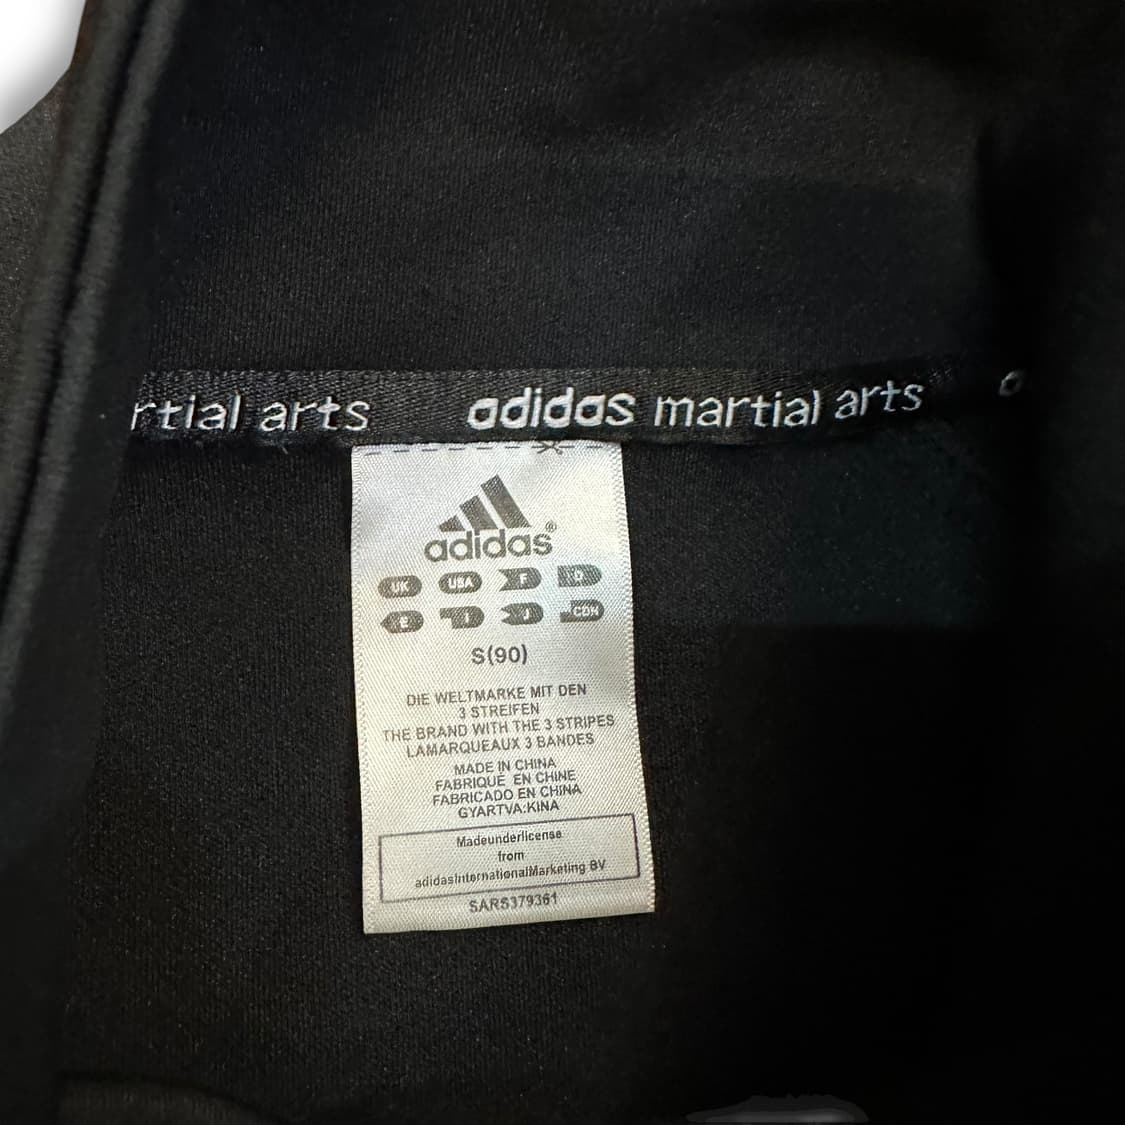 rtial arts adidas martial arts a
adidas®
UK USA F D
E I J CDN
S(90)
DIE WELTMARKE MIT DEN
3 STREIFEN
THE BRAND WITH THE 3 STRIPES
LAMARQUEAUX 3 BANDES
MADE IN CHINA
FABRIQUE EN CHINE
FABRICADO EN CHINA
GYARTVA:KINA
Madeunderlicense
from
adidasInternationalMarketing BV
SARS379361